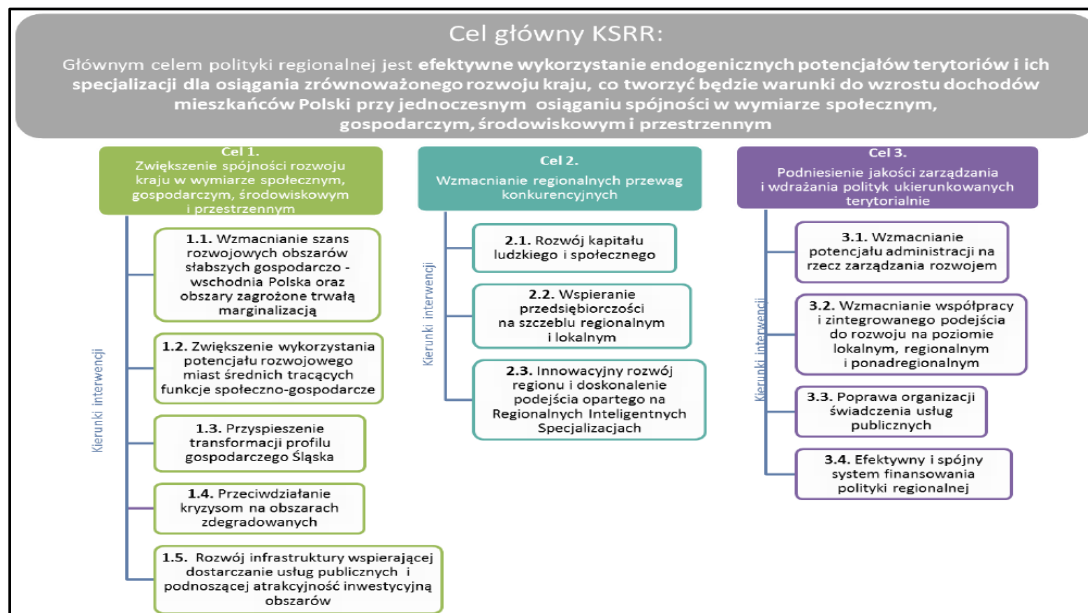 Cel główny KSRR:
Głównym celem polityki regionalnej jest efektywne wykorzystanie endogenicznych potencjałów terytoriów i ich
specjalizacji dla osiągania zrównoważonego rozwoju kraju, co tworzyć będzie warunki do wzrostu dochodów
mieszkańców Polski przy jednoczesnym osiąganiu spójności w wymiarze społecznym,
gospodarczym, środowiskowym i przestrzennym
Cel 1.
Zwiększenie spójności rozwoju
kraju w wymiarze społecznym,
gospodarczym, środowiskowym
i przestrzennym
Kierunki interwencji
1.1. Wzmacnianie szans
rozwojowych obszarów
słabszych gospodarczo -
wschodnia Polska oraz
obszary zagrożone trwałą
marginalizacją
1.2. Zwiększenie wykorzystania
potencjału rozwojowego
miast średnich tracących
funkcje społeczno-gospodarcze
1.3. Przyspieszenie
transformacji profilu
gospodarczego Śląska
1.4. Przeciwdziałanie
kryzysom na obszarach
zdegradowanych
1.5. Rozwój infrastruktury wspierającej
dostarczanie usług publicznych i
podnoszącej atrakcyjność inwestycyjną
obszarów
Cel 2.
Wzmacnianie regionalnych przewag
konkurencyjnych
Kierunki interwencji
2.1. Rozwój kapitału
ludzkiego i społecznego
2.2. Wspieranie
przedsiębiorczości
na szczeblu regionalnym
i lokalnym
2.3. Innowacyjny rozwój
regionu i doskonalenie
podejścia opartego na
Regionalnych Inteligentnych
Specjalizacjach
Cel 3.
Podniesienie jakości zarządzania
i wdrażania polityk ukierunkowanych
terytorialnie
Kierunki interwencji
3.1. Wzmacnianie
potencjału administracji na
rzecz zarządzania rozwojem
3.2. Wzmacnianie współpracy
i zintegrowanego podejścia
do rozwoju na poziomie
lokalnym, regionalnym
i ponadregionalnym
3.3. Poprawa organizacji
świadczenia usług
publicznych
3.4. Efektywny i spójny
system finansowania
polityki regionalnej